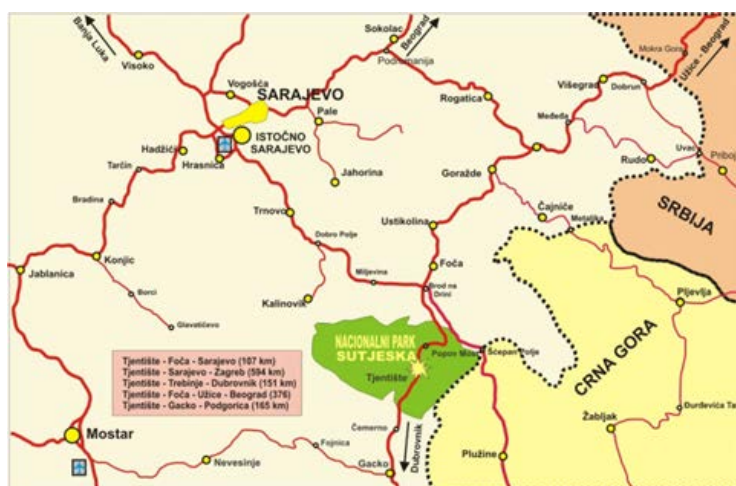 Banja Luka
Visoko
Vogošća
SARAJEVO
Sokolac
Beograd
Podromanija
Mokra Gora
Užice - Beograd
Višegrad
Dobrun
Rogatica
Pale
Međeđa
ISTOČNO
SARAJEVO
Hadžići
Hrasnica
Tarčin
Uvac
Priboj
Rudo
Jahorina
Goražde
Bradina
Trnovo
Čajniče
Metaljka
SRBIJA
Ustikolina
Dobro Polje
Konjic
Jablanica
Foča
Miljevina
Brod na
Drini
Borci
Kalinovik
Pljevlja
Glavatičevo
NACIONALNI PARK
SUTJESKA
Popov Most
Šćepan Polje
CRNA GORA
Tjentište
Tjentište - Foča - Sarajevo (107 km)
Tjentište - Sarajevo - Zagreb (594 km)
Tjentište - Trebinje - Dubrovnik (151 km)
Tjentište - Foča - Užice - Beograd (376)
Tjentište - Gacko - Podgorica (165 km)
Đurđevića Ta
Žabljak
Mostar
Čemerno
Fojnica
Dubrovnik
Nevesinje
Gacko
Plužine